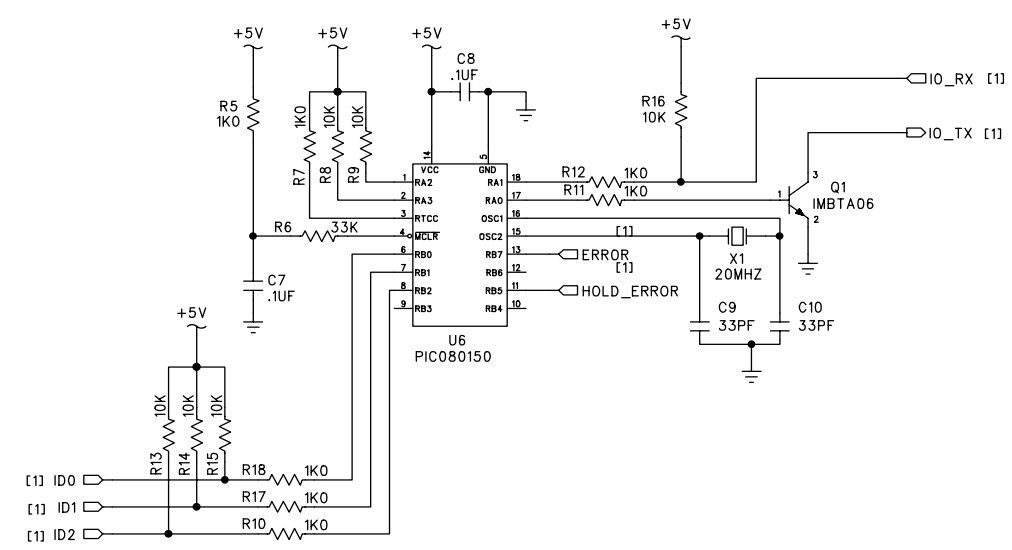 +5V
+5V
+5V
+5V
C8
.1UF
IO_RX [1]
R5
1K0
1K0
10K
10K
R16
10K
IO_TX [1]
14
VCC
5
GND
R7
R8
R9
1
RA2
RA1
18
R12
1K0
3
2
RA3
RA0
17
R11
1K0
1
Q1
IMBTA06
3
RTCC
OSC1
16
2
R6
33K
4
MCLR
OSC2
15
[1]
6
RB0
RB7
13
ERROR
X1
20MHZ
7
RB1
RB6
12
[1]
C7
.1UF
8
RB2
RB5
11
HOLD_ERROR
9
RB3
RB4
10
C9
33PF
C10
33PF
+5V
U6
PIC080150
10K
10K
10K
R13
R14
R15
[1] ID0
R18
1K0
[1] ID1
R17
1K0
[1] ID2
R10
1K0